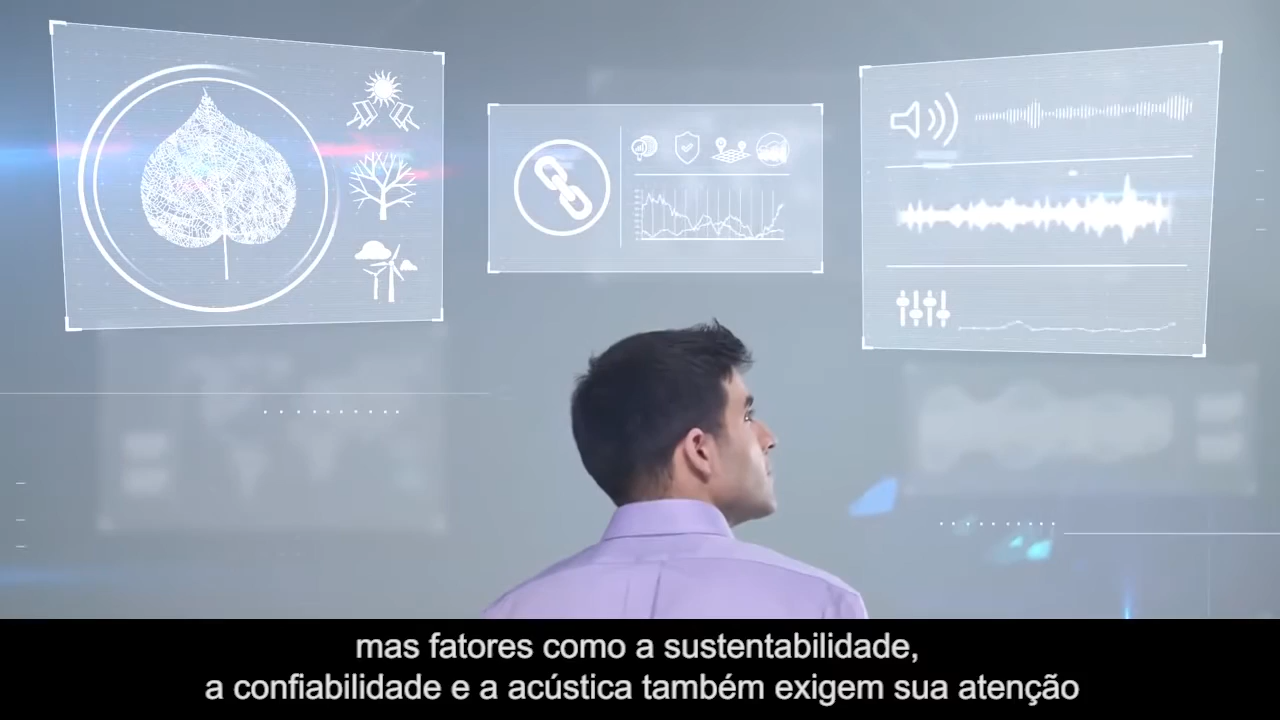 mas fatores como a sustentabilidade,
a confiabilidade e a acústica também exigem sua atenção